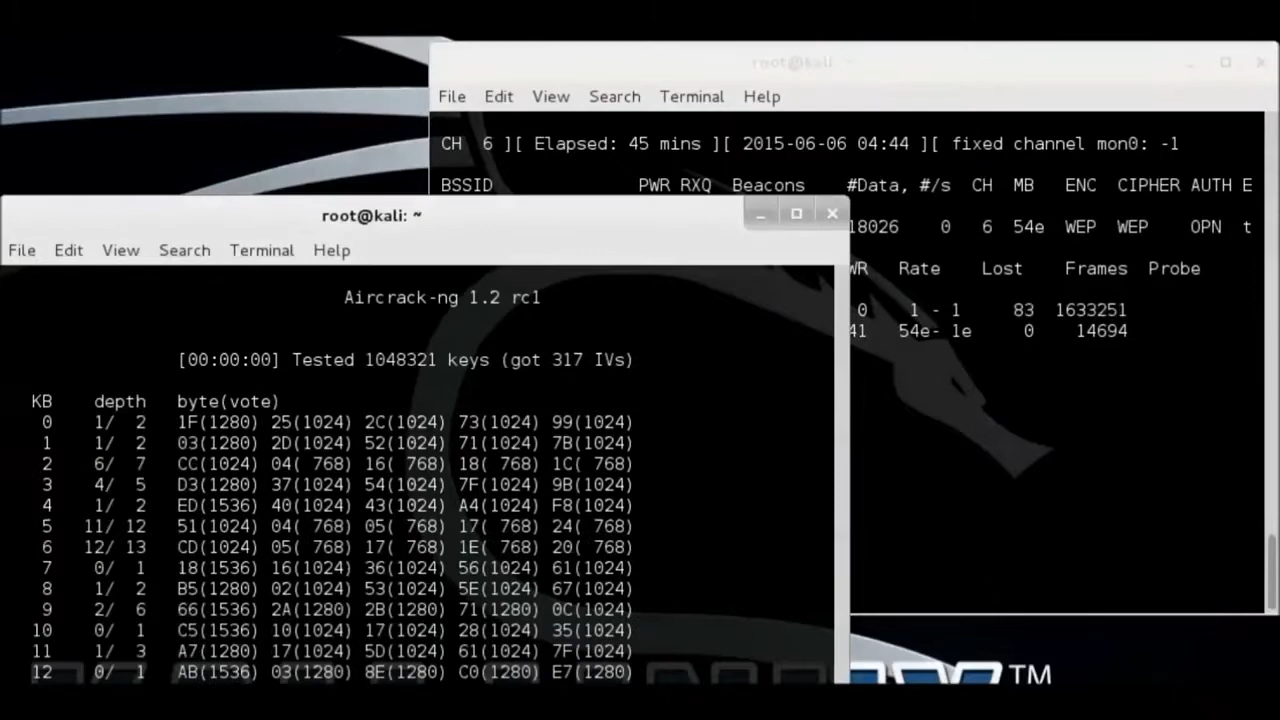 root@kali: ~
File Edit View Search Terminal Help
CH 6 ][ Elapsed: 45 mins ][ 2015-06-06 04:44 ][ fixed channel mon0: -1
BSSID PWR RXQ Beacons #Data, #/s CH MB ENC CIPHER AUTH E
18026 0 6 54e WEP WEP OPN t
WR Rate Lost Frames Probe
0 1 - 1 83 1633251
41 54e- 1e 0 14694
root@kali: ~
File Edit View Search Terminal Help
Aircrack-ng 1.2 rc1
[00:00:00] Tested 1048321 keys (got 317 IVs)
KB depth byte(vote)
0 1/ 2 1F(1280) 25(1024) 2C(1024) 73(1024) 99(1024)
1 1/ 2 03(1280) 2D(1024) 52(1024) 71(1024) 7B(1024)
2 6/ 7 CC(1024) 04( 768) 16( 768) 18( 768) 1C( 768)
3 4/ 5 D3(1280) 37(1024) 54(1024) 7F(1024) 9B(1024)
4 1/ 2 ED(1536) 40(1024) 43(1024) A4(1024) F8(1024)
5 11/ 12 51(1024) 04( 768) 05( 768) 17( 768) 24( 768)
6 12/ 13 CD(1024) 05( 768) 17( 768) 1E( 768) 20( 768)
7 0/ 1 18(1536) 16(1024) 36(1024) 56(1024) 61(1024)
8 1/ 2 B5(1280) 02(1024) 53(1024) 5E(1024) 67(1024)
9 2/ 6 66(1536) 2A(1280) 2B(1280) 71(1280) 0C(1024)
10 0/ 1 C5(1536) 10(1024) 17(1024) 28(1024) 35(1024)
11 1/ 3 A7(1280) 17(1024) 5D(1024) 61(1024) 7F(1024)
12 0/ 1 AB(1536) 03(1280) 8E(1280) C0(1280) E7(1280)
TM